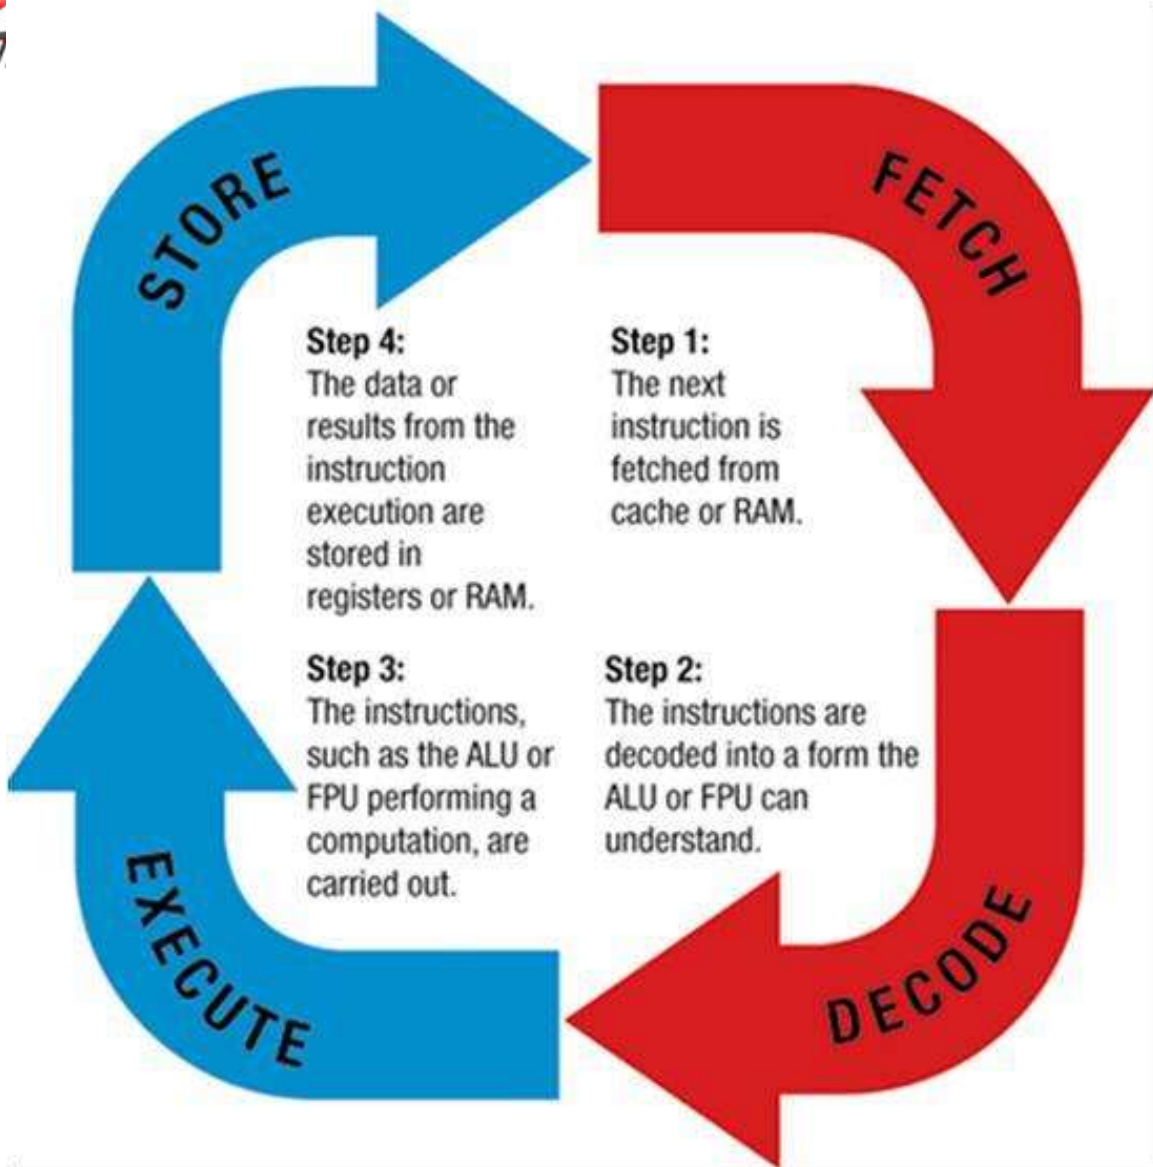 STORE
FETCH
Step 4:
The data or
results from the
instruction
execution are
stored in
registers or RAM.
Step 1:
The next
instruction is
fetched from
cache or RAM.
Step 3:
The instructions,
such as the ALU or
FPU performing a
computation, are
carried out.
Step 2:
The instructions are
decoded into a form the
ALU or FPU can
understand.
EXECUTE
DECODE